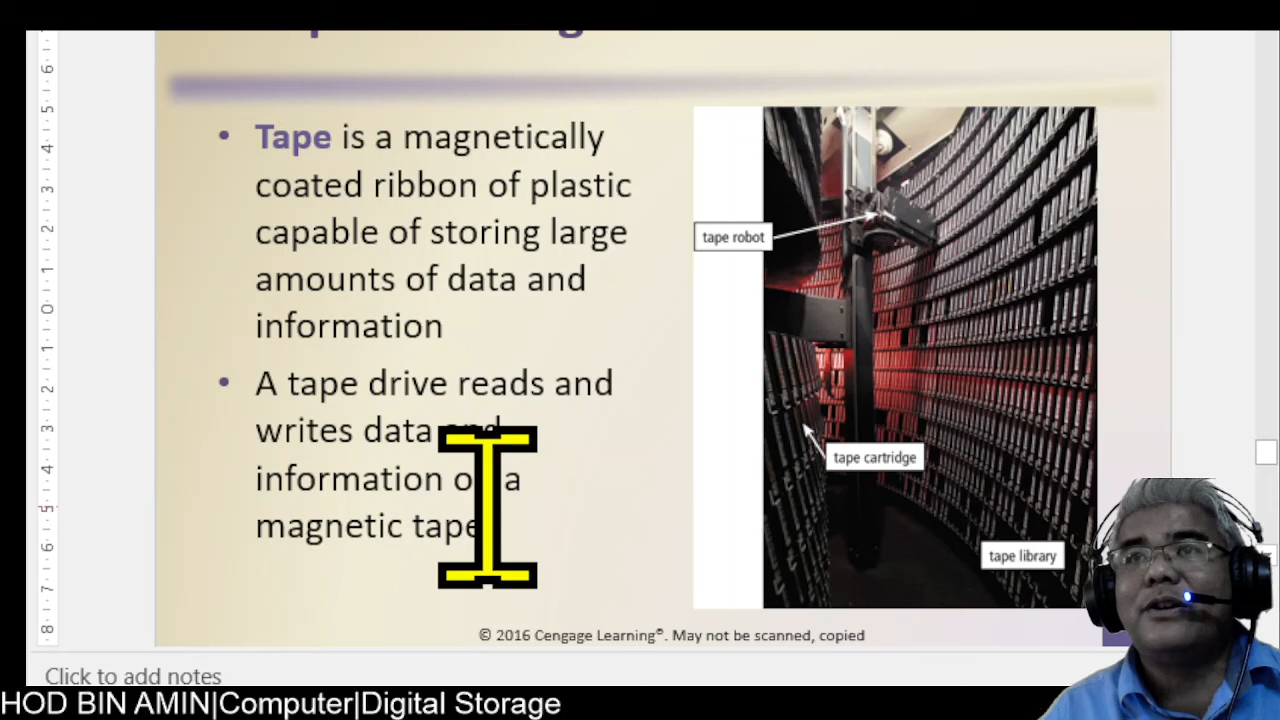 Tape is a magnetically
coated ribbon of plastic
capable of storing large
amounts of data and
information
A tape drive reads and
writes data and
information on a
magnetic tape
tape robot
tape cartridge
tape library
© 2016 Cengage Learning®. May not be scanned, copied
Click to add notes
HOD BIN AMIN|Computer|Digital Storage